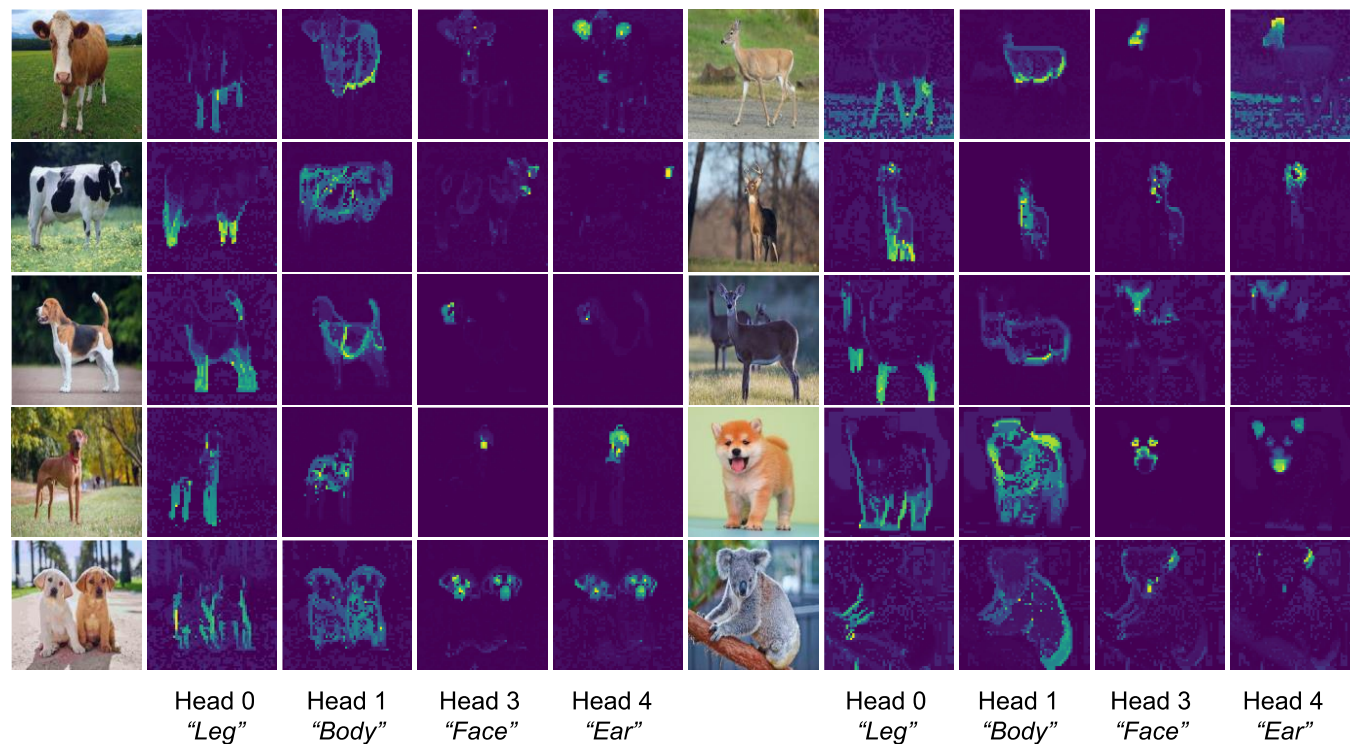 Head 0 Head 1 Head 3 Head 4 Head 0 Head 1 Head 3 Head 4
“Leg” “Body” “Face” “Ear” “Leg” “Body” “Face” “Ear”